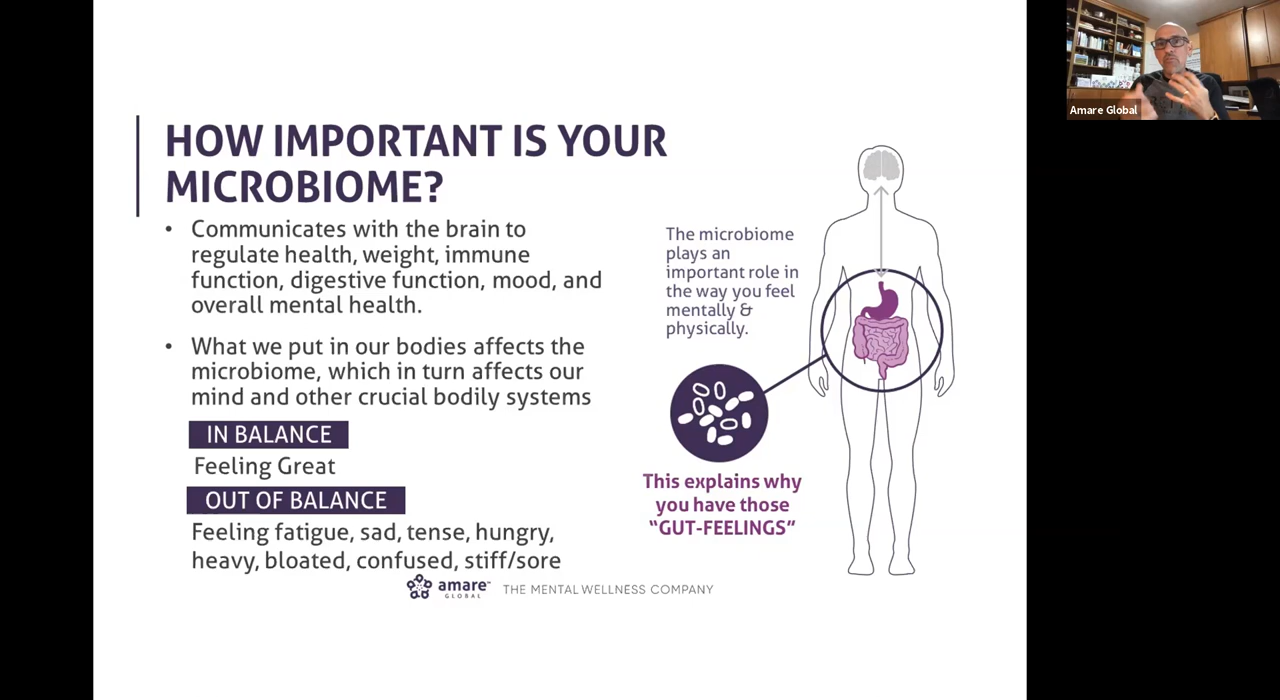 HOW IMPORTANT IS YOUR
MICROBIOME?
• Communicates with the brain to
regulate health, weight, immune
function, digestive function, mood, and
overall mental health.
• What we put in our bodies affects the
microbiome, which in turn affects our
mind and other crucial bodily systems
IN BALANCE
Feeling Great
OUT OF BALANCE
Feeling fatigue, sad, tense, hungry,
heavy, bloated, confused, stiff/sore
The microbiome
plays an
important role in
the way you feel
mentally &
physically.
This explains why
you have those
“GUT-FEELINGS”
amare™
GLOBAL
THE MENTAL WELLNESS COMPANY
Amare Global